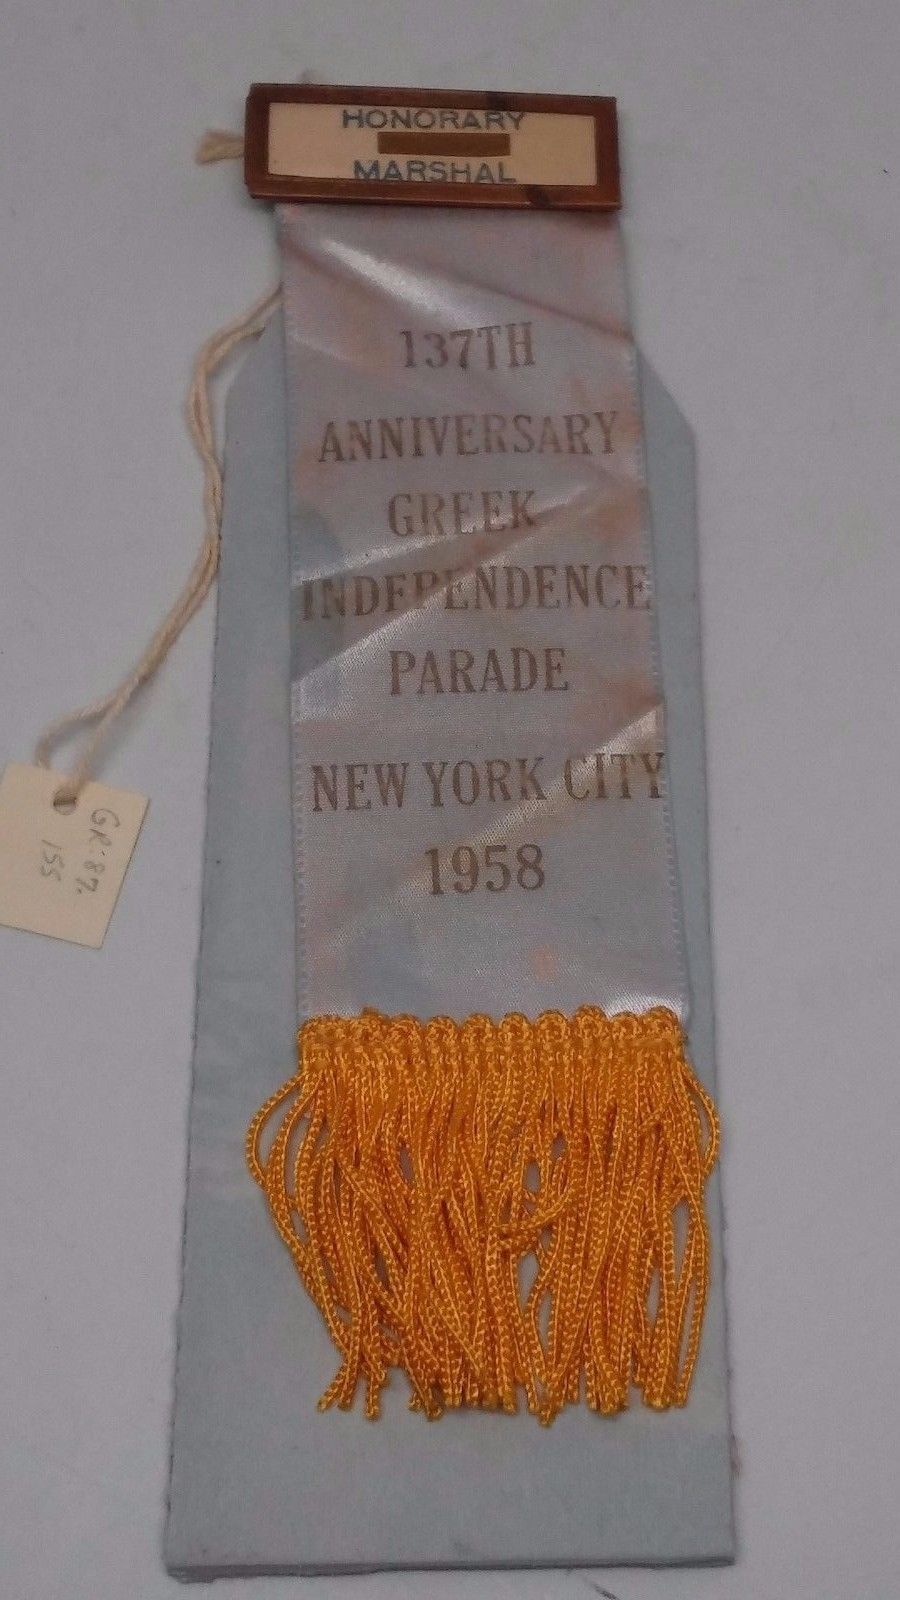 HONORARY
MARSHAL
137TH
ANNIVERSARY
GREEK
INDEPENDENCE
PARADE
NEW YORK CITY
1958
GR:87.
155